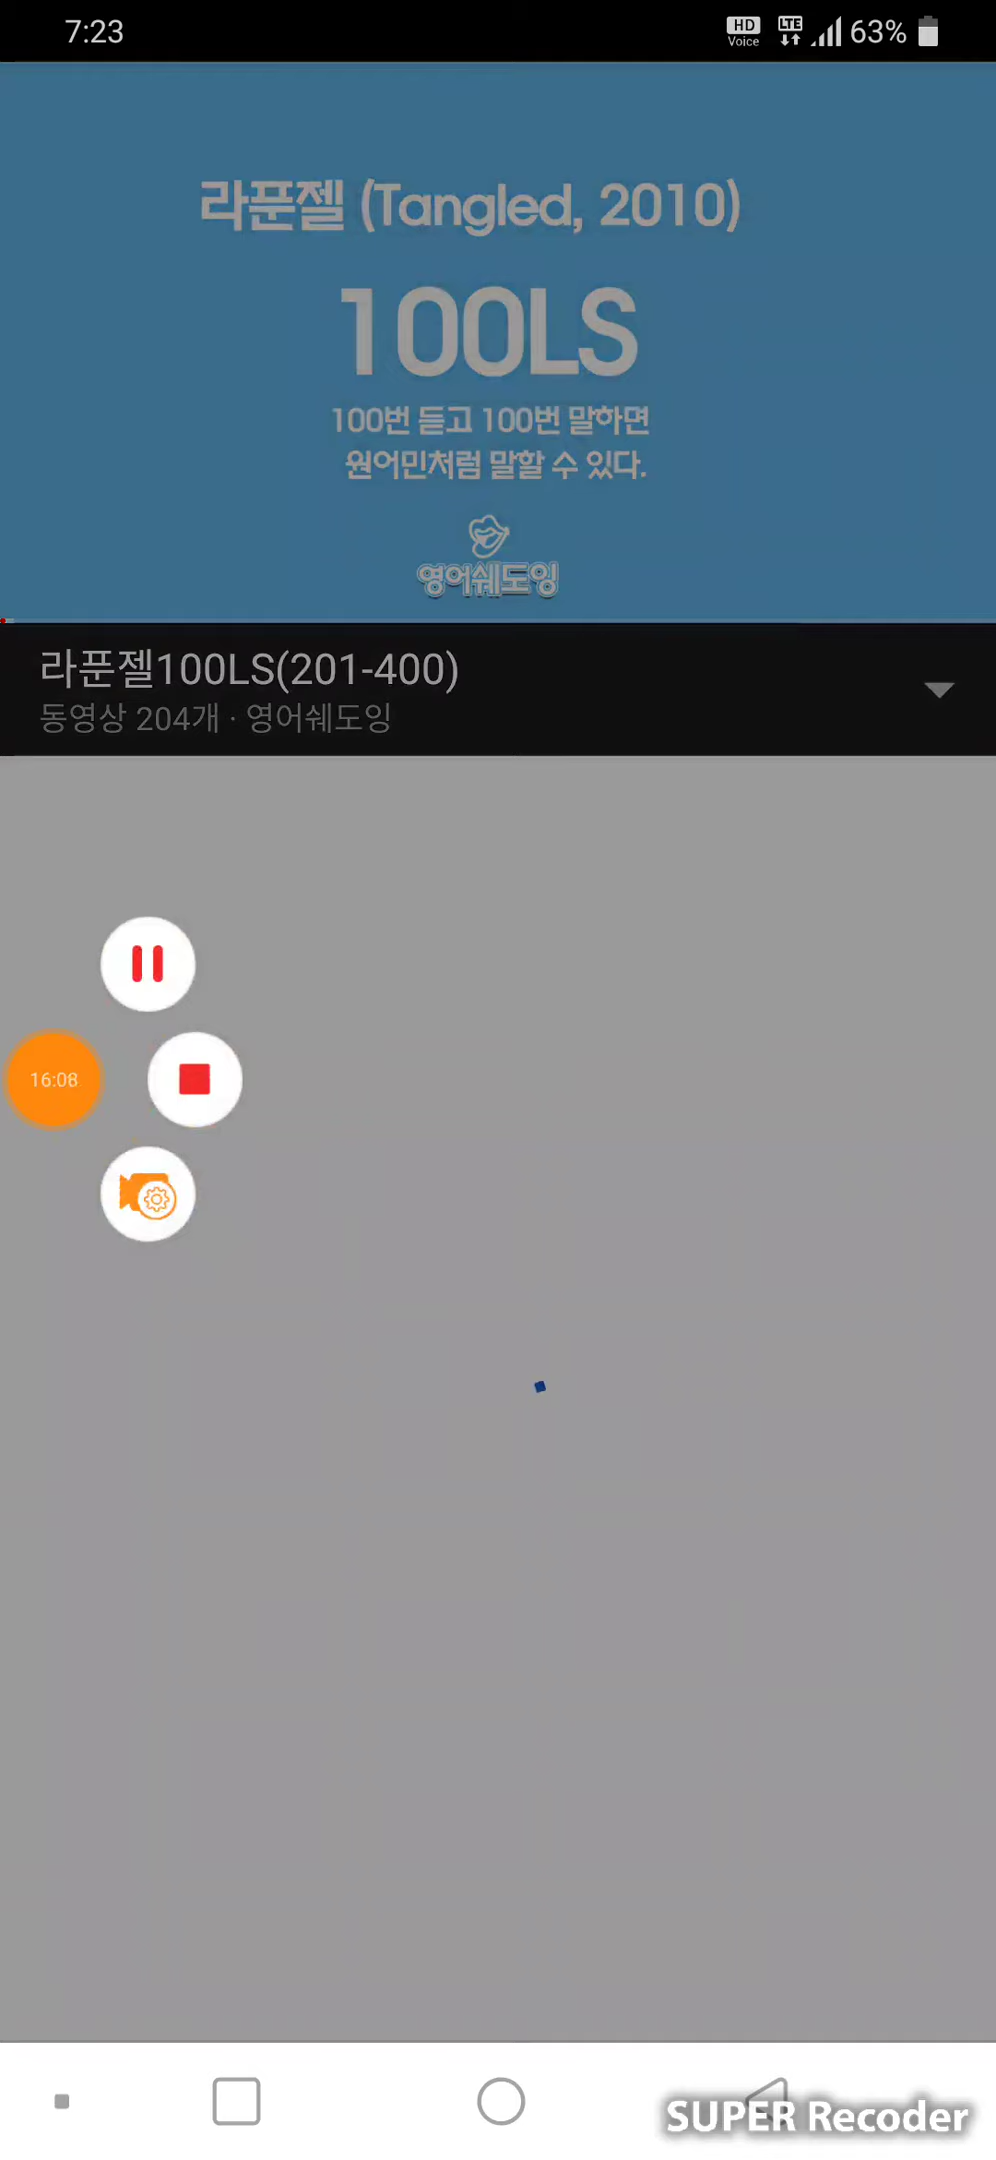 7:23
HD
Voice
LTE
63%
라푼젤 (Tangled, 2010)
100LS
100번 듣고 100번 말하면
원어민처럼 말할 수 있다.
영어쉐도잉
라푼젤100LS(201-400)
동영상 204개 · 영어쉐도잉
16:08
SUPER Recoder